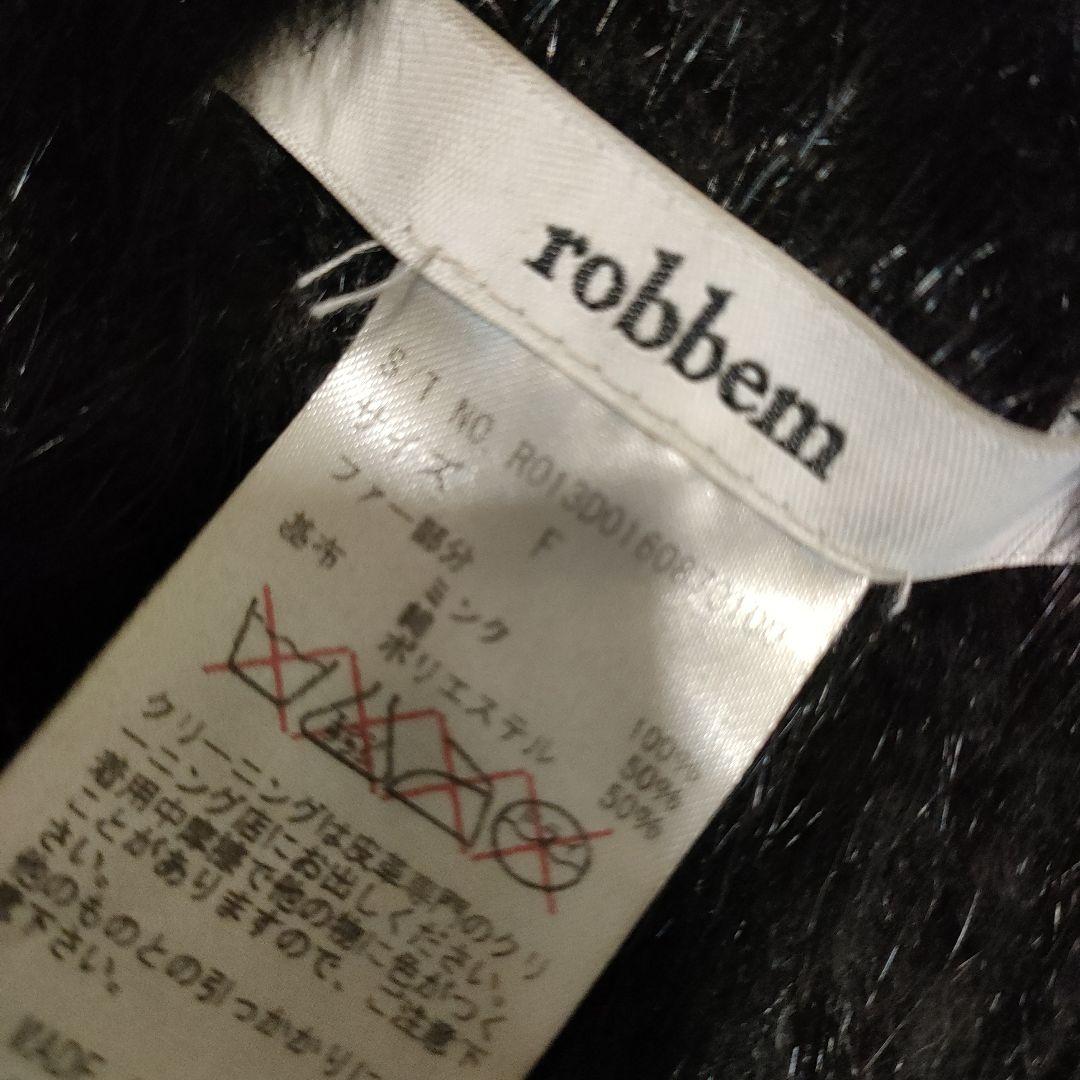 robbem
S.T NO. R013D01608
サイズ F
ファー部分 ミンク 100%
基布 綿 50%
ポリエステル 50%
クリーニングは皮革専門のクリ
ーニング店にお出しください。
着用中摩擦で他の物に色がつく
ことがありますので、ご注意下
さい。
他のものとの引っかかりに
下さい。
MADE